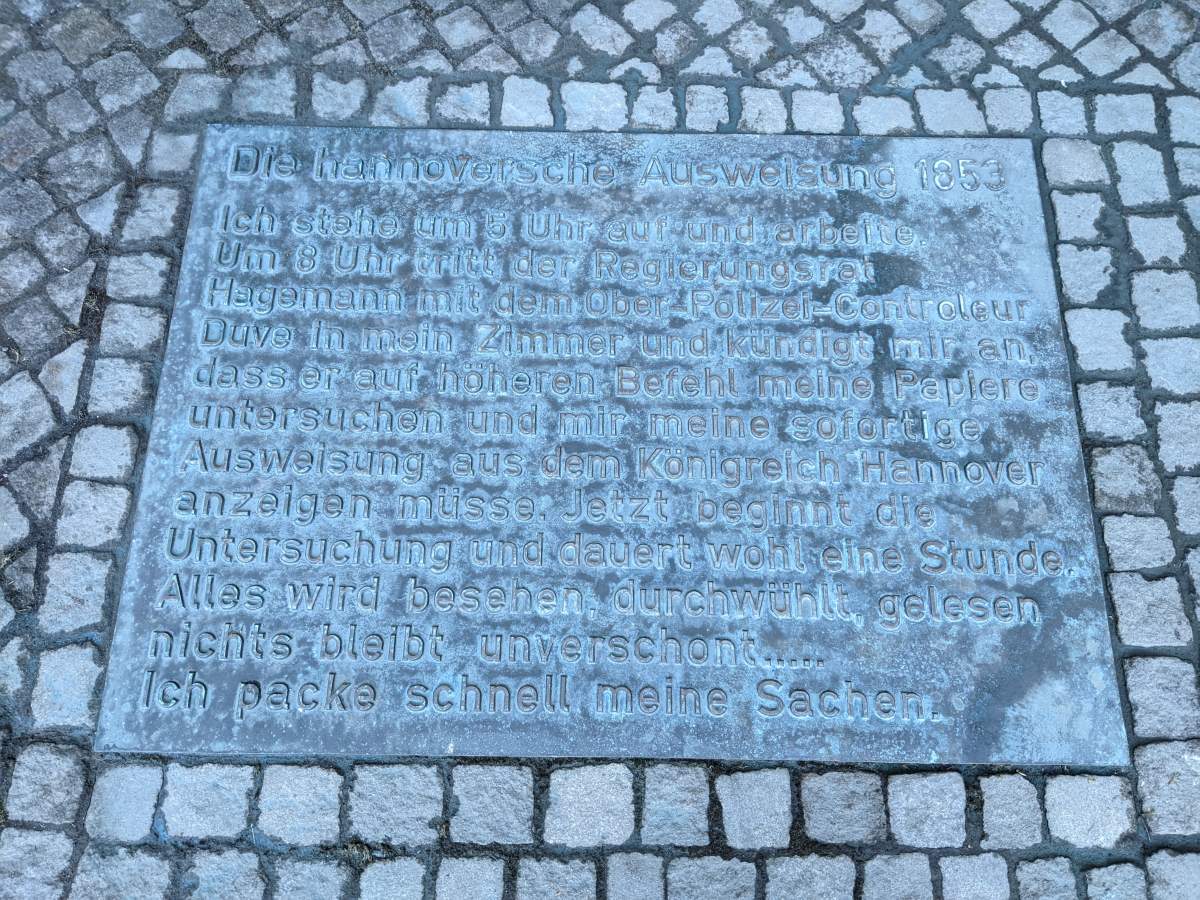 Die hannoversche Ausweisung 1853
Ich stehe um 5 Uhr auf und arbeite.
Um 8 Uhr tritt der Regierungsrat
Hagemann mit dem Ober-Polizei-Controleur
Duve in mein Zimmer und kündigt mir an,
dass er auf höheren Befehl meine Papiere
untersuchen und mir meine sofortige
Ausweisung aus dem Königreich Hannover
anzeigen müsse. Jetzt beginnt die
Untersuchung und dauert wohl eine Stunde.
Alles wird besehen, durchwühlt, gelesen
nichts bleibt unverschont.....
Ich packe schnell meine Sachen.